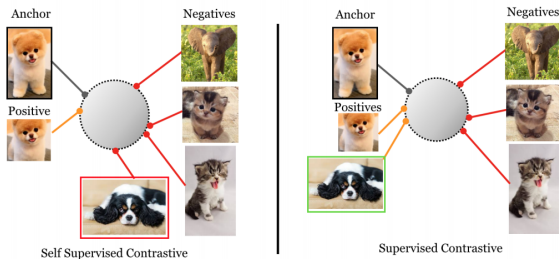 Anchor
Negatives
Positive
Self Supervised Contrastive
Anchor
Negatives
Positives
Supervised Contrastive